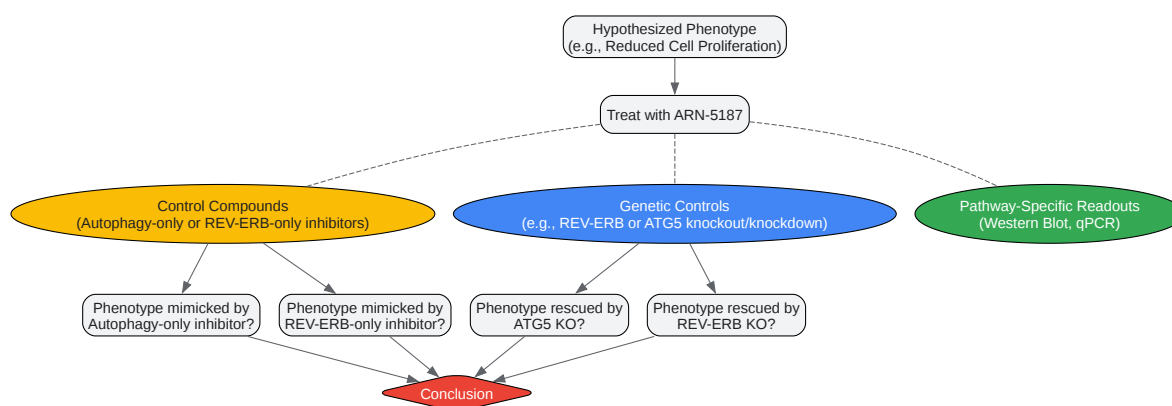 Hypothesized Phenotype
(e.g., Reduced Cell Proliferation)
Treat with ARN-5187
Control Compounds
(Autophagy-only or REV-ERB-only inhibitors)
Genetic Controls
(e.g., REV-ERB or ATG5 knockout/knockdown)
Pathway-Specific Readouts
(Western Blot, qPCR)
Phenotype mimicked by
Autophagy-only inhibitor?
Phenotype mimicked by
REV-ERB-only inhibitor?
Phenotype rescued by
ATG5 KO?
Phenotype rescued by
REV-ERB KO?
Conclusion